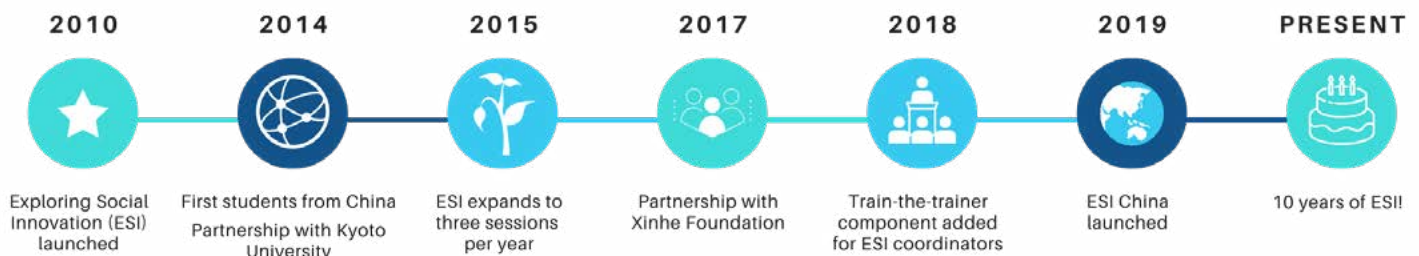 2010
2014
2015
2017
2018
2019
PRESENT
Exploring Social
Innovation (ESI)
launched
First students from China
Partnership with Kyoto
University
ESI expands to
three sessions
per year
Partnership with
Xinhe Foundation
Train-the-trainer
component added
for ESI coordinators
ESI China
launched
10 years of ESI!